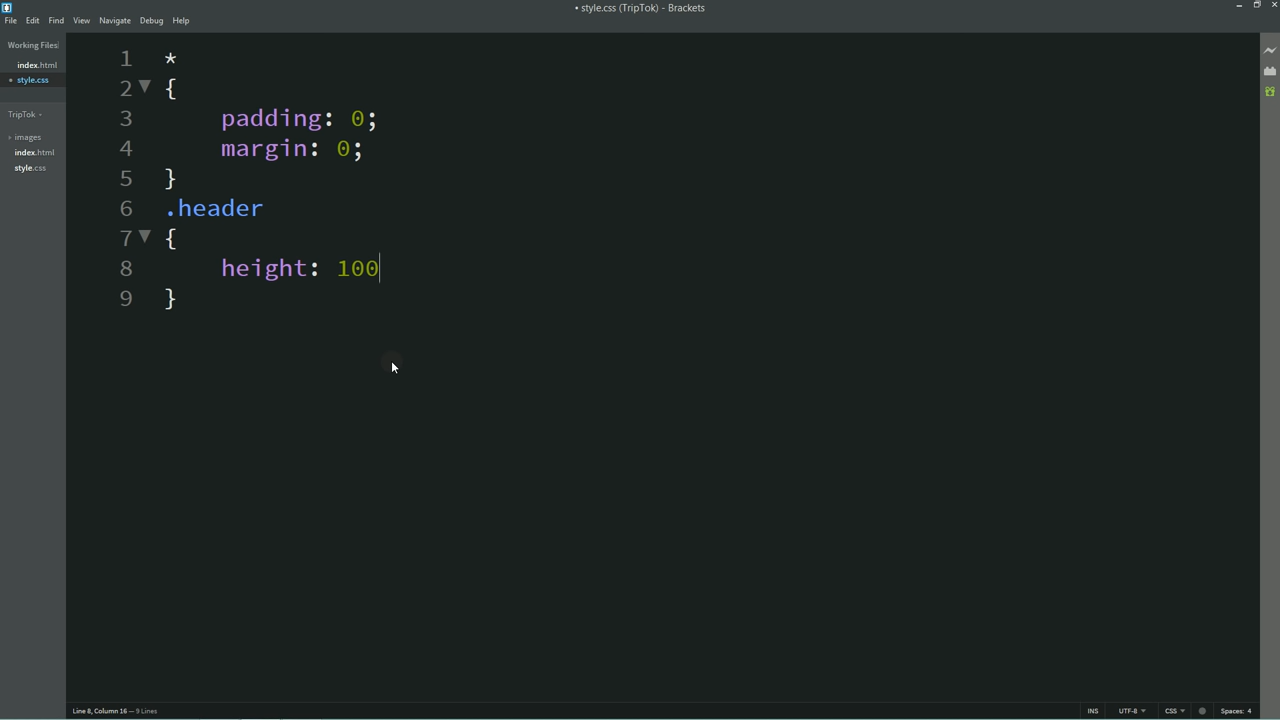 • style.css (TripTok) - Brackets
File Edit Find View Navigate Debug Help
Working Files
index.html
• style.css
TripTok
images
index.html
style.css
1 *
2 {
3 padding: 0;
4 margin: 0;
5 }
6 .header
7 {
8 height: 100
9 }
Line 8, Column 16 — 9 Lines
INS UTF-8 CSS Spaces: 4